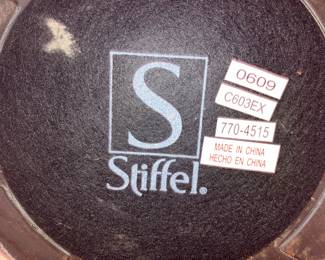 S
Stiffel®
0609
C603EX
770-4515
MADE IN CHINA
HECHO EN CHINA